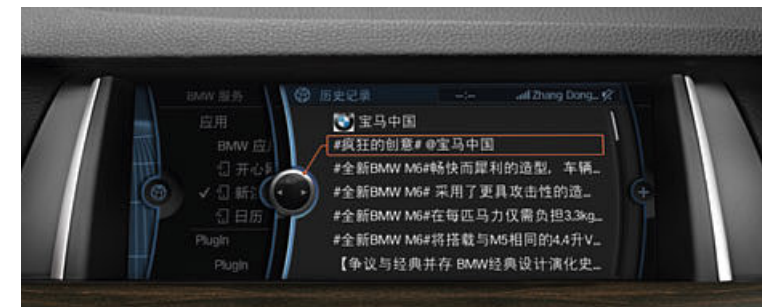 BMW 服务
历史记录
--:--
Zhang Dong...
应用
宝马中国
BMW 应
#疯狂的创意# @宝马中国
开心
#全新BMW M6#畅快而犀利的造型, 车辆...
#全新BMW M6# 采用了更具攻击性的造...
日历
#全新BMW M6#在每匹马力仅需负担3.3kg...
PlugIn
#全新BMW M6#将搭载与M5相同的4.4升V...
PlugIn
【争议与经典并存 BMW经典设计演化史...